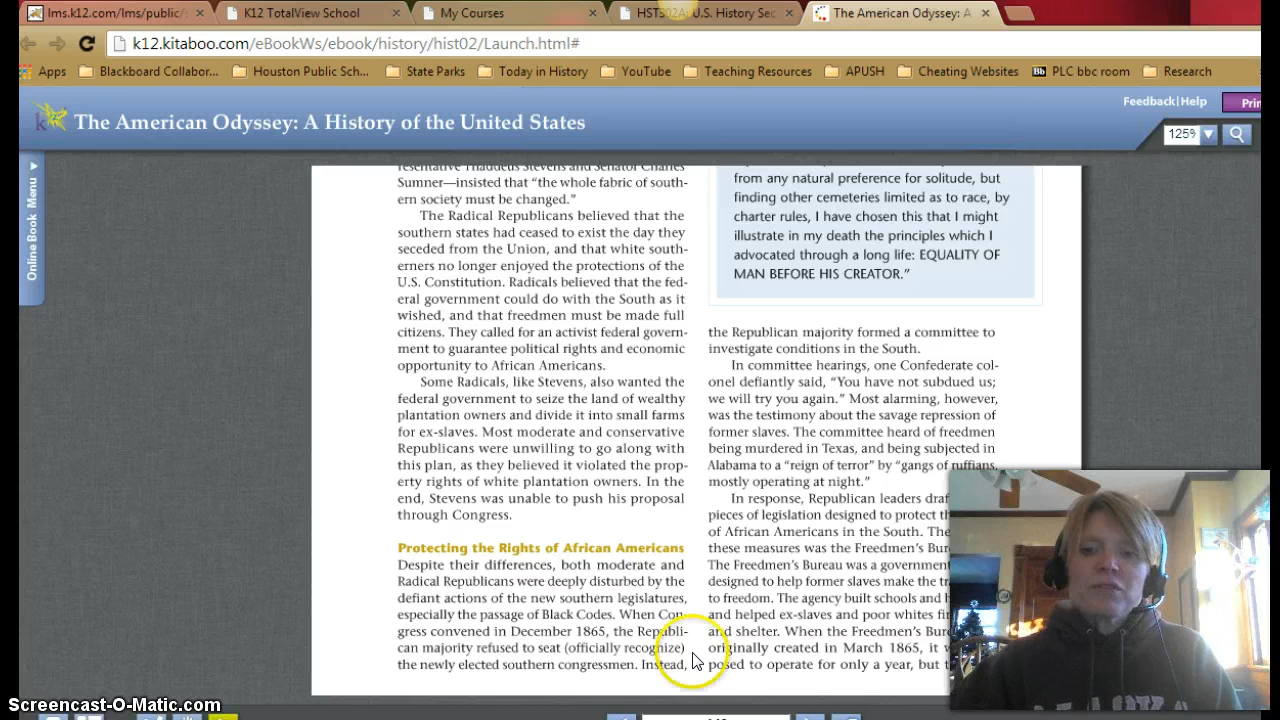 lms.k12.com/lms/public/
K12 TotalView School
My Courses
U.S. History Sec
The American Odyssey: A
k12.kitaboo.com/eBookWs/ebook/history/hist02/Launch.html#
Apps
Blackboard Collabor...
Houston Public Sch...
State Parks
Today in History
YouTube
Teaching Resources
APUSH
Cheating Websites
Bb PLC bbc room
Research
Feedback|Help
Prin
The American Odyssey: A History of the United States
125%
Online Book Menu
resentative Thaddeus Stevens and Senator Charles
Sumner—insisted that “the whole fabric of south-
ern society must be changed.”
The Radical Republicans believed that the
southern states had ceased to exist the day they
seceded from the Union, and that white south-
erners no longer enjoyed the protections of the
U.S. Constitution. Radicals believed that the fed-
eral government could do with the South as it
wished, and that freedmen must be made full
citizens. They called for an activist federal govern-
ment to guarantee political rights and economic
opportunity to African Americans.
Some Radicals, like Stevens, also wanted the
federal government to seize the land of wealthy
plantation owners and divide it into small farms
for ex-slaves. Most moderate and conservative
Republicans were unwilling to go along with
this plan, as they believed it violated the prop-
erty rights of white plantation owners. In the
end, Stevens was unable to push his proposal
through Congress.
Protecting the Rights of African Americans
Despite their differences, both moderate and
Radical Republicans were deeply disturbed by the
defiant actions of the new southern legislatures,
especially the passage of Black Codes. When Con-
gress convened in December 1865, the Republi-
can majority refused to seat (officially recognize)
the newly elected southern congressmen. Instead,
from any natural preference for solitude, but
finding other cemeteries limited as to race, by
charter rules, I have chosen this that I might
illustrate in my death the principles which I
advocated through a long life: EQUALITY OF
MAN BEFORE HIS CREATOR.”
the Republican majority formed a committee to
investigate conditions in the South.
In committee hearings, one Confederate col-
onel defiantly said, “You have not subdued us;
we will try you again.” Most alarming, however,
was the testimony about the savage repression of
former slaves. The committee heard of freedmen
being murdered in Texas, and being subjected in
Alabama to a “reign of terror” by “gangs of ruffians,
mostly operating at night.”
In response, Republican leaders draf
pieces of legislation designed to protect th
of African Americans in the South. The
these measures was the Freedmen’s Bur
The Freedmen’s Bureau was a government
designed to help former slaves make the tr
to freedom. The agency built schools and h
and helped ex-slaves and poor whites fi
and shelter. When the Freedmen’s Bure
originally created in March 1865, it w
posed to operate for only a year, but t
Screencast-O-Matic.com